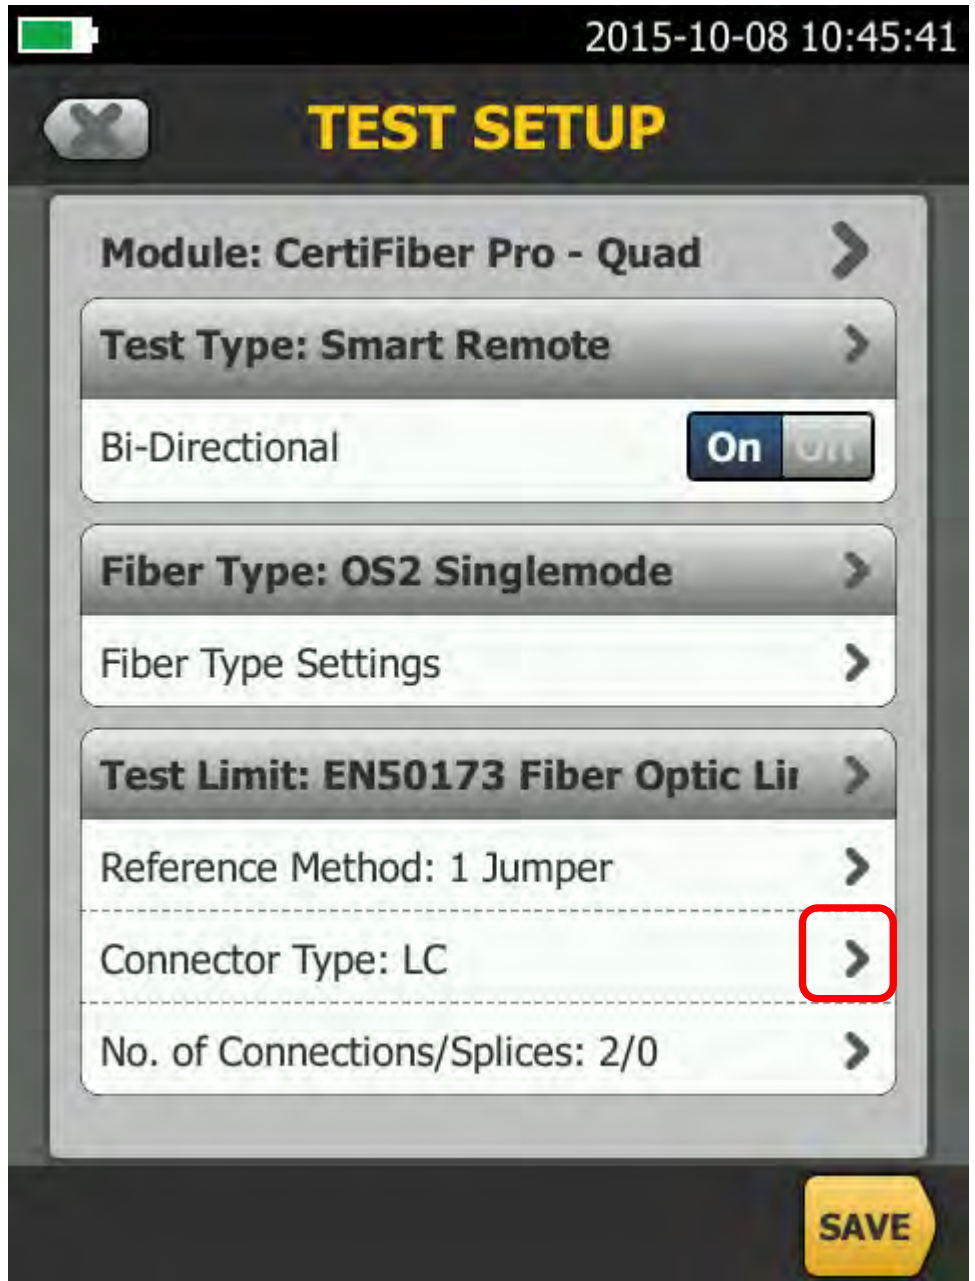 2015-10-08 10:45:41
TEST SETUP
Module: CertiFiber Pro - Quad
Test Type: Smart Remote
Bi-Directional
On Off
Fiber Type: OS2 Singlemode
Fiber Type Settings
Test Limit: EN50173 Fiber Optic Lin
Reference Method: 1 Jumper
Connector Type: LC
No. of Connections/Splices: 2/0
SAVE